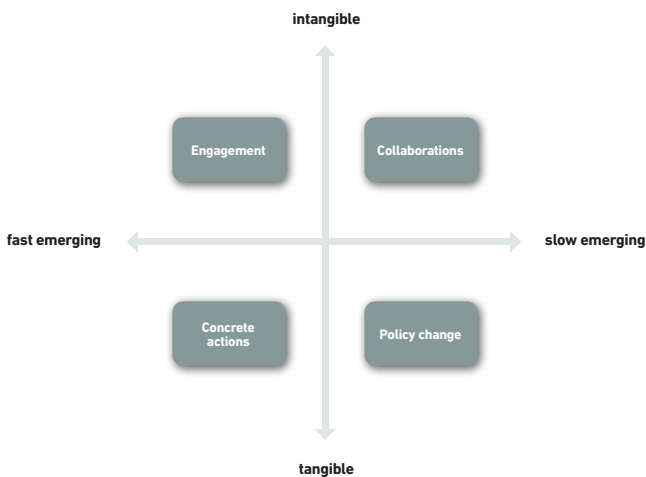 intangible
Engagement
Collaborations
fast emerging
slow emerging
Concrete
actions
Policy change
tangible